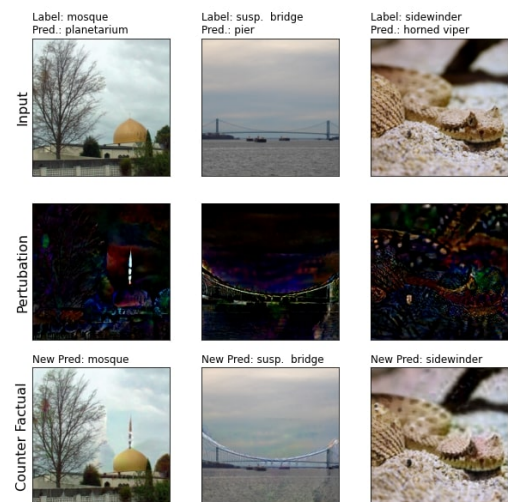 Label: mosque
Pred.: planetarium
Label: susp. bridge
Pred.: pier
Label: sidewinder
Pred.: horned viper
Input
Pertubation
New Pred: mosque
New Pred: susp. bridge
New Pred: sidewinder
Counter Factual